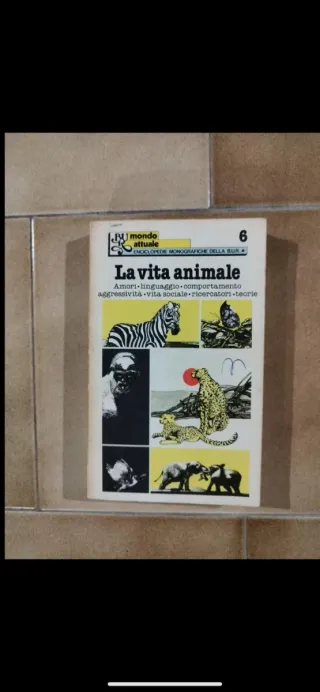 BUR
mondo
attuale
6
ENCICLOPEDIE MONOGRAFICHE DELLA B.U.R.
La vita animale
Amori • linguaggio • comportamento
aggressività • vita sociale • ricercatori • teorie